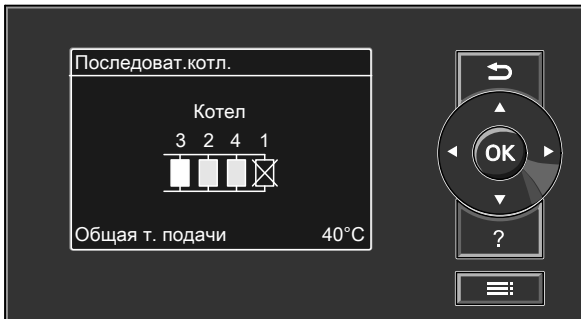 Последоват.котл.
Котел
3 2 4 1
Общая т. подачи 40°C
OK
?